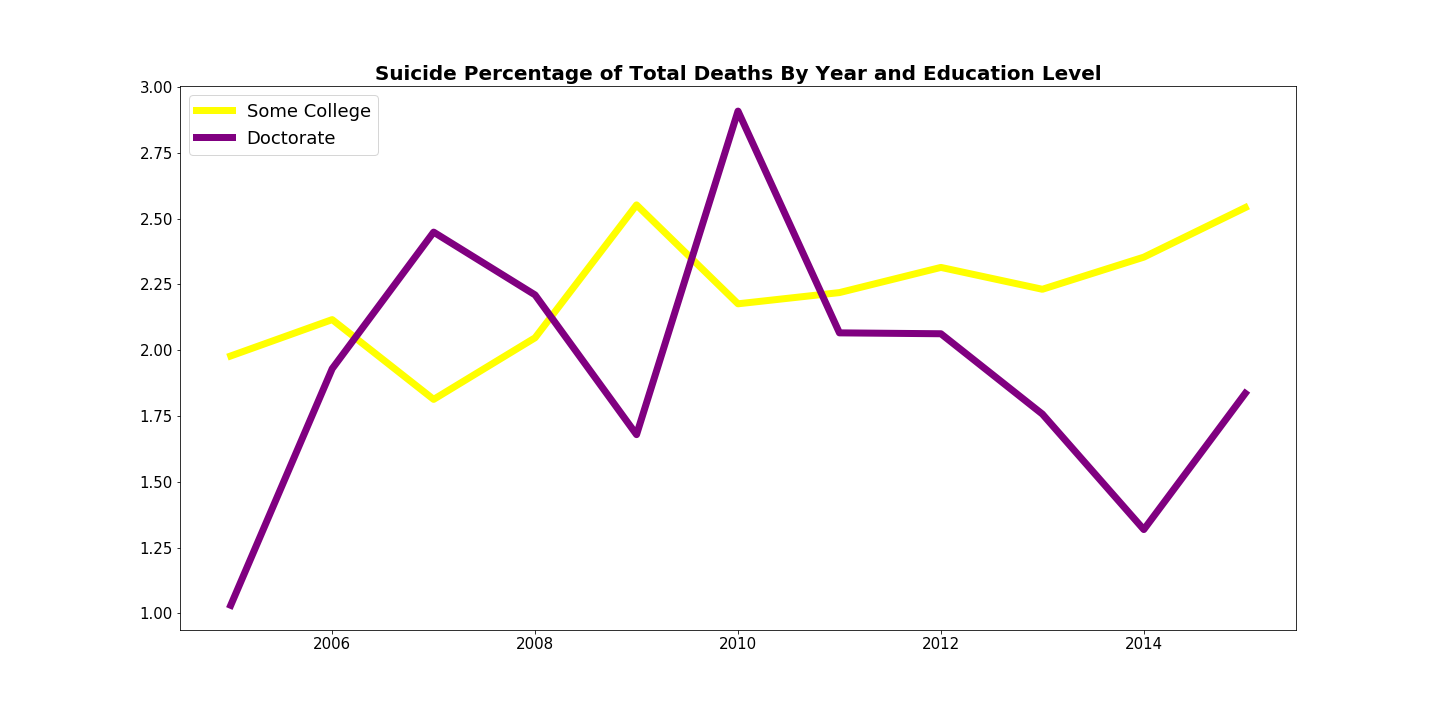 Suicide Percentage of Total Deaths By Year and Education Level
3.00
2.75
2.50
2.25
2.00
1.75
1.50
1.25
1.00
Some College
Doctorate
2006 2008 2010 2012 2014